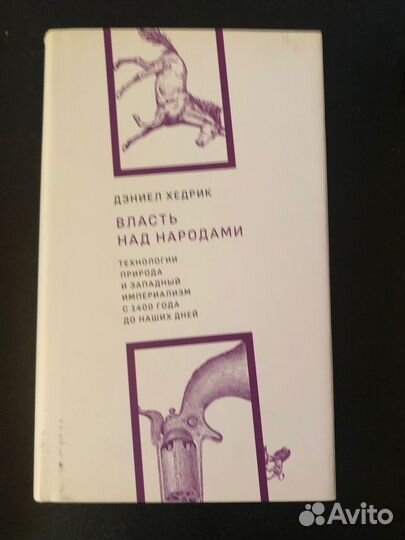 ДЭНИЕЛ ХЕДРИК
ВЛАСТЬ
НАД НАРОДАМИ
ТЕХНОЛОГИИ
ПРИРОДА
И ЗАПАДНЫЙ
ИМПЕРИАЛИЗМ
С 1400 ГОДА
ДО НАШИХ ДНЕЙ
Avito